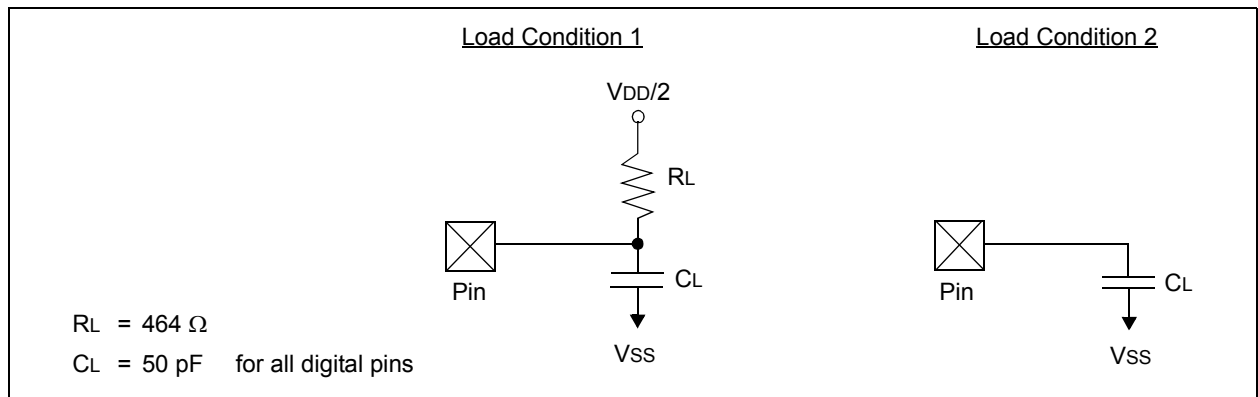 Load Condition 1
VDD/2
RL
Pin
CL
VSS
Load Condition 2
Pin
CL
VSS
RL = 464 Ω
CL = 50 pF for all digital pins